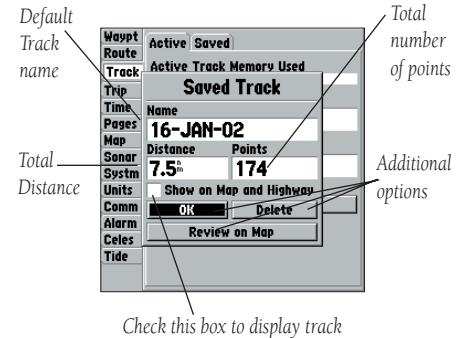 Default
Track
name
Total
number
of points
Total
Distance
Additional
options
Waypt
Route
Track
Trip
Time
Pages
Map
Sonar
Systm
Units
Comm
Alarm
Celes
Tide
Active Saved
Active Track Memory Used
Saved Track
Name
16-JAN-02
Distance Points
7.5 nm 174
Show on Map and Highway
OK Delete
Review on Map
Check this box to display track